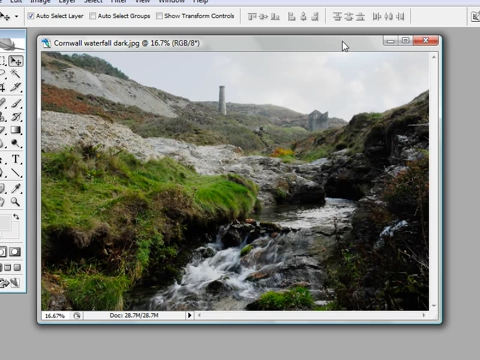 Edit Image Layer Select Filter View Window Help
Auto Select Layer Auto Select Groups Show Transform Controls
Cornwall waterfall dark.jpg @ 16.7% (RGB/8*)
16.67% Doc: 28.7M/28.7M